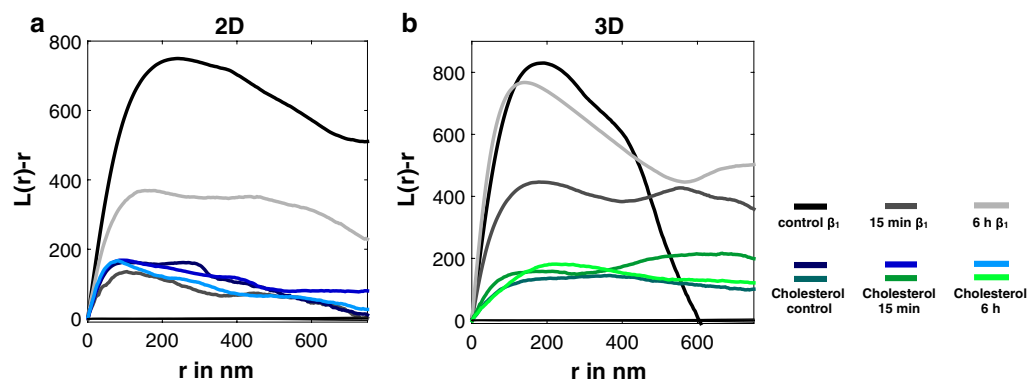 a 2D b 3D
800
600
400
200
0
L(r)-r
0 200 400 600
r in nm
800
600
400
200
0
L(r)-r
0 200 400 600
r in nm
control β₁ 15 min β₁ 6 h β₁
Cholesterol control
Cholesterol 15 min
Cholesterol 6 h